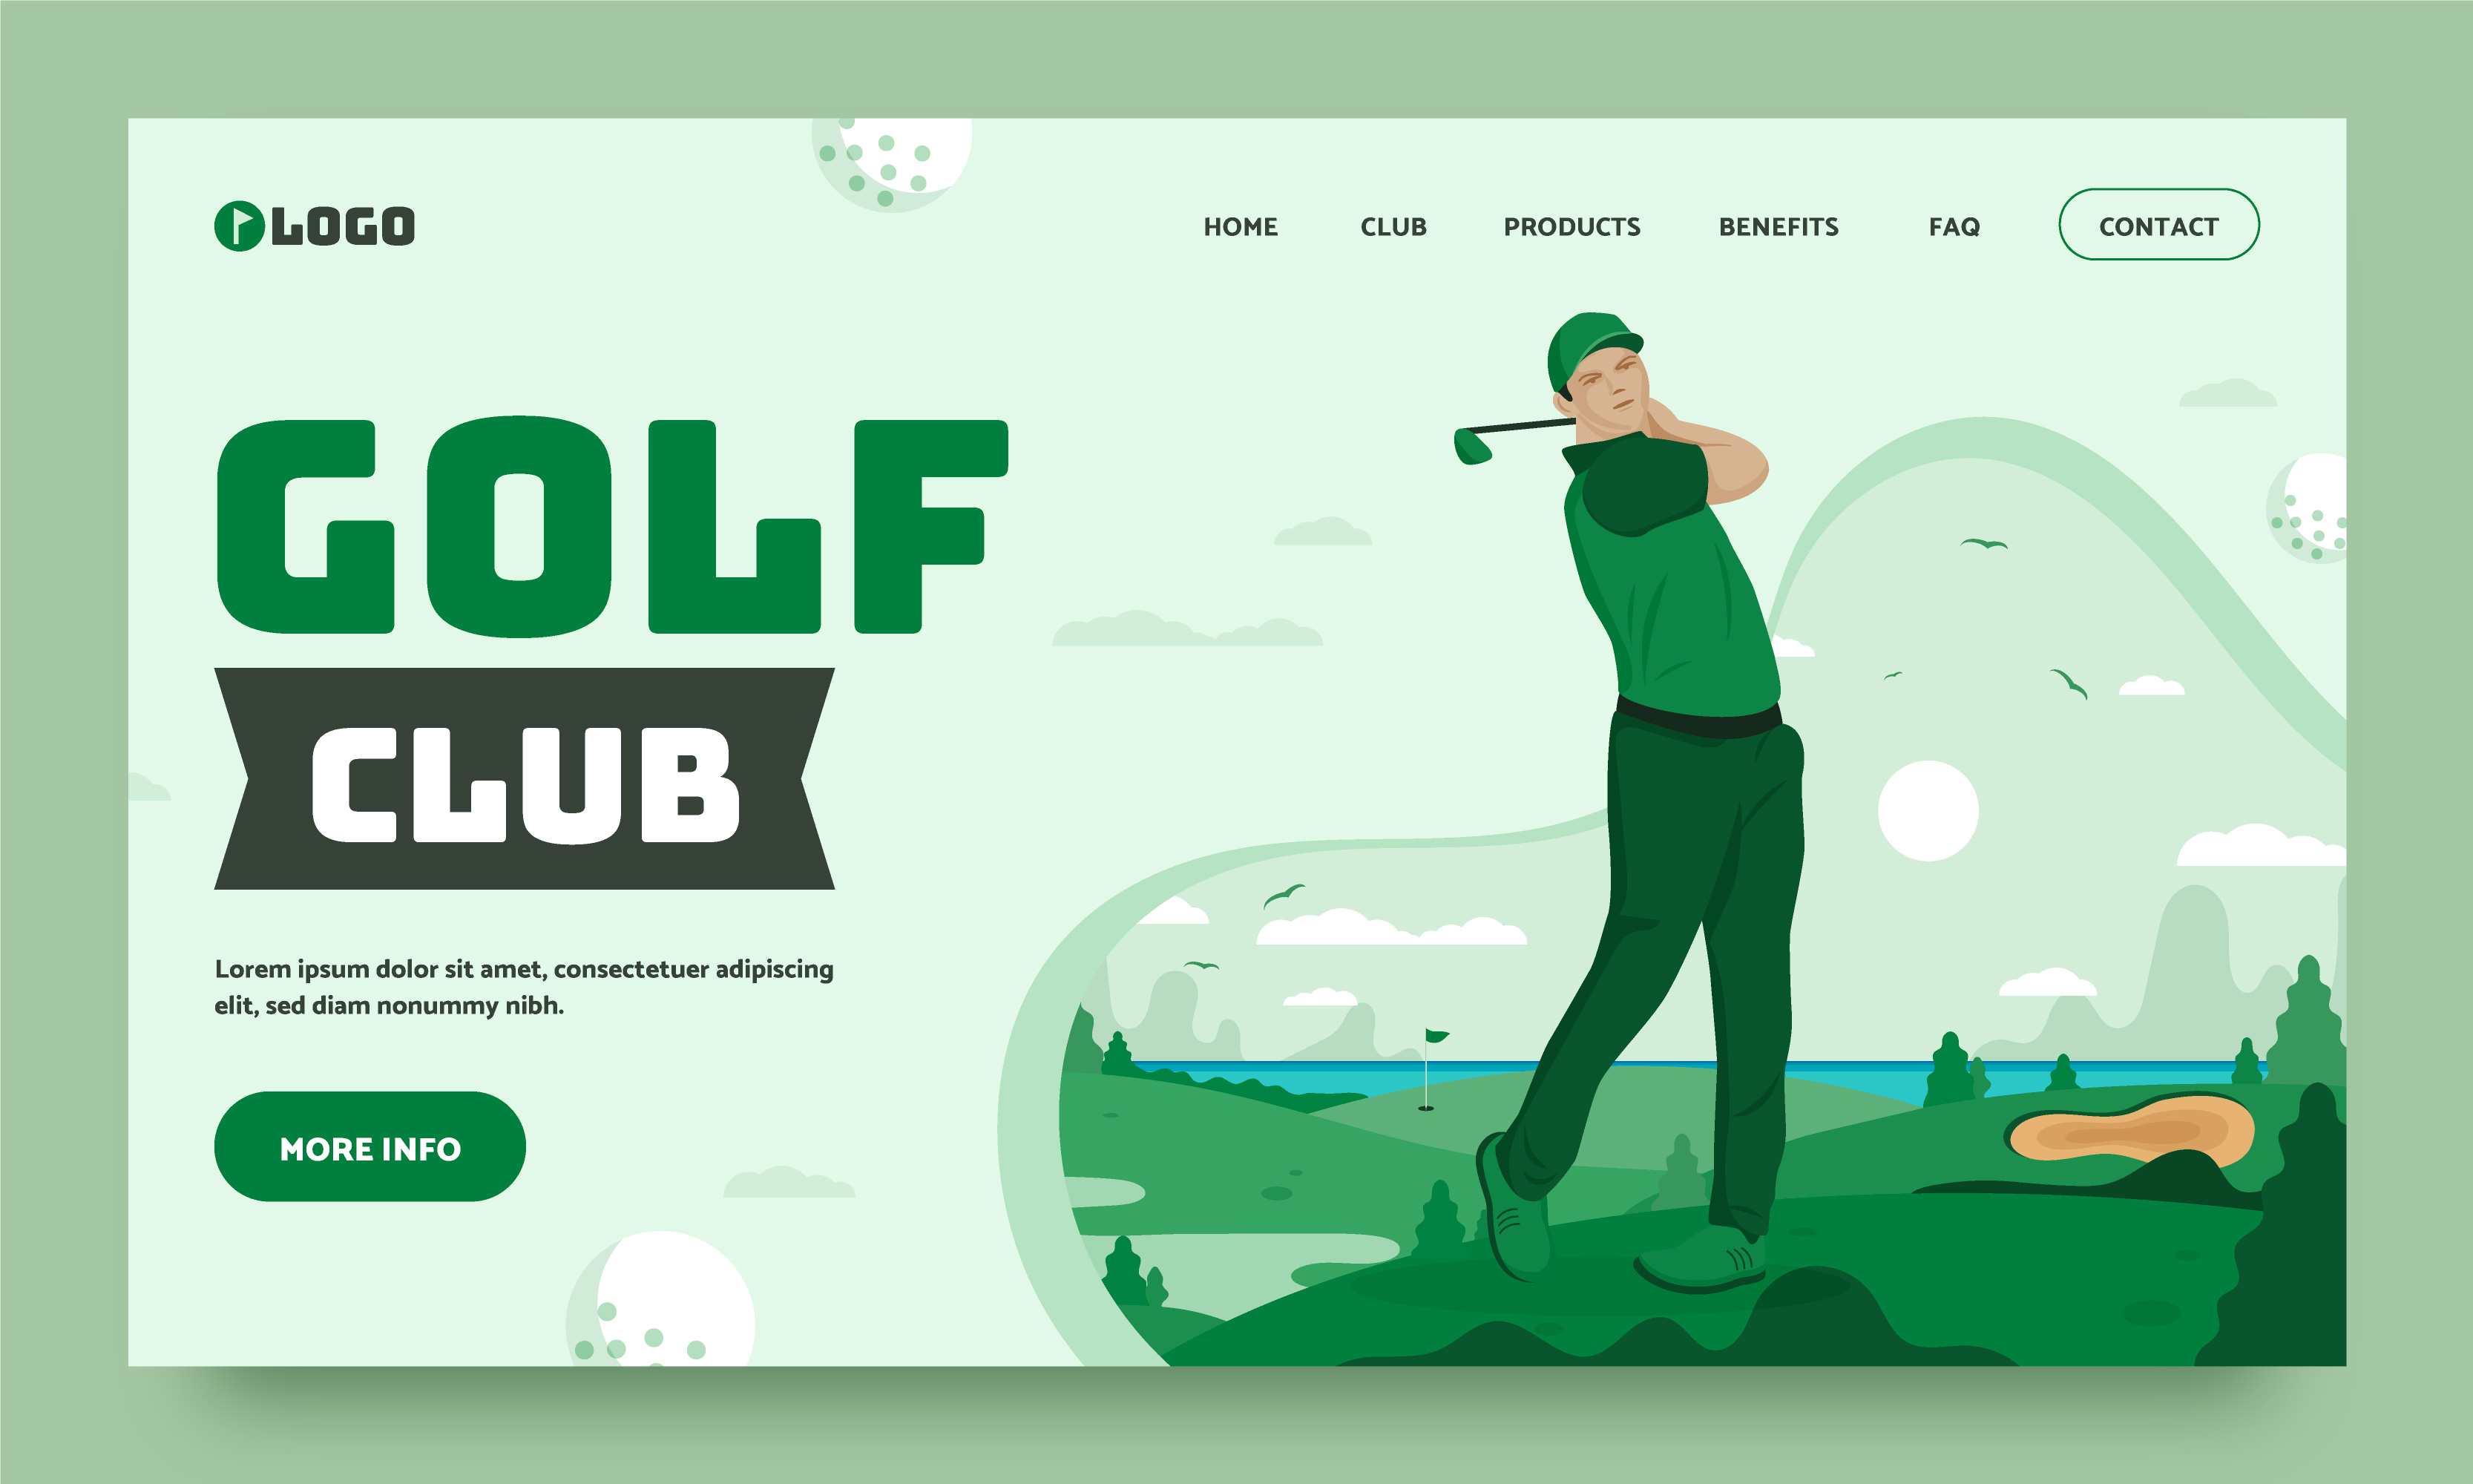 LOGO
HOME CLUB PRODUCTS BENEFITS FAQ CONTACT
GOLF
CLUB
Lorem ipsum dolor sit amet, consectetuer adipiscing
elit, sed diam nonummy nibh.
MORE INFO